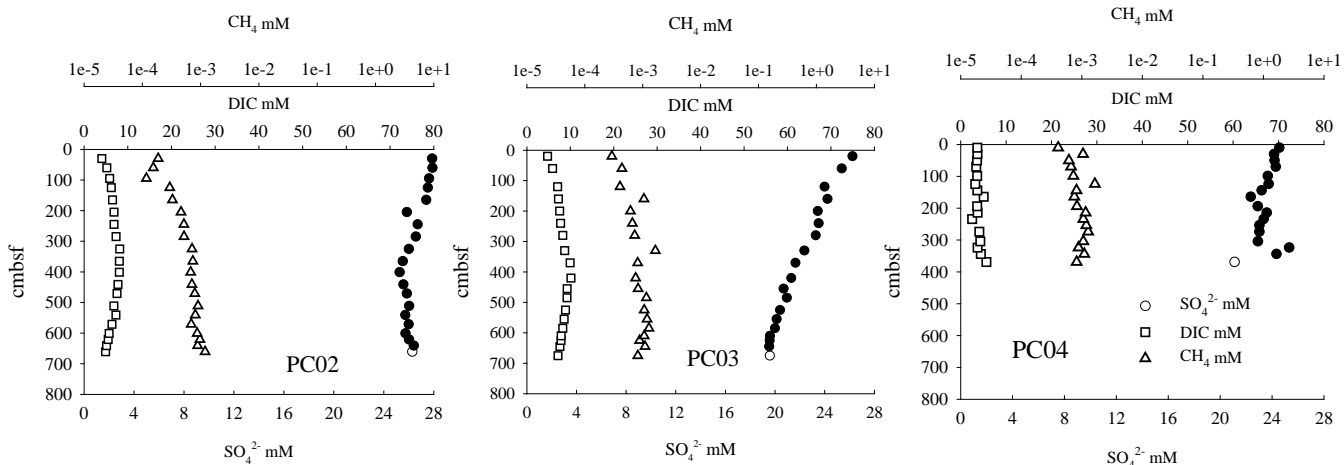 CH₄ mM
1e-5 1e-4 1e-3 1e-2 1e-1 1e+0 1e+1
DIC mM
0 10 20 30 40 50 60 70 80
0
100
200
300
400
500
600
700
800
cmbsf
PC02
0 4 8 12 16 20 24 28
SO₄²⁻ mM
CH₄ mM
1e-5 1e-4 1e-3 1e-2 1e-1 1e+0 1e+1
DIC mM
0 10 20 30 40 50 60 70 80
0
100
200
300
400
500
600
700
800
cmbsf
PC03
0 4 8 12 16 20 24 28
SO₄²⁻ mM
CH₄ mM
1e-5 1e-4 1e-3 1e-2 1e-1 1e+0 1e+1
DIC mM
0 10 20 30 40 50 60 70 80
0
100
200
300
400
500
600
700
800
cmbsf
SO₄²⁻ mM
DIC mM
CH₄ mM
PC04
0 4 8 12 16 20 24 28
SO₄²⁻ mM